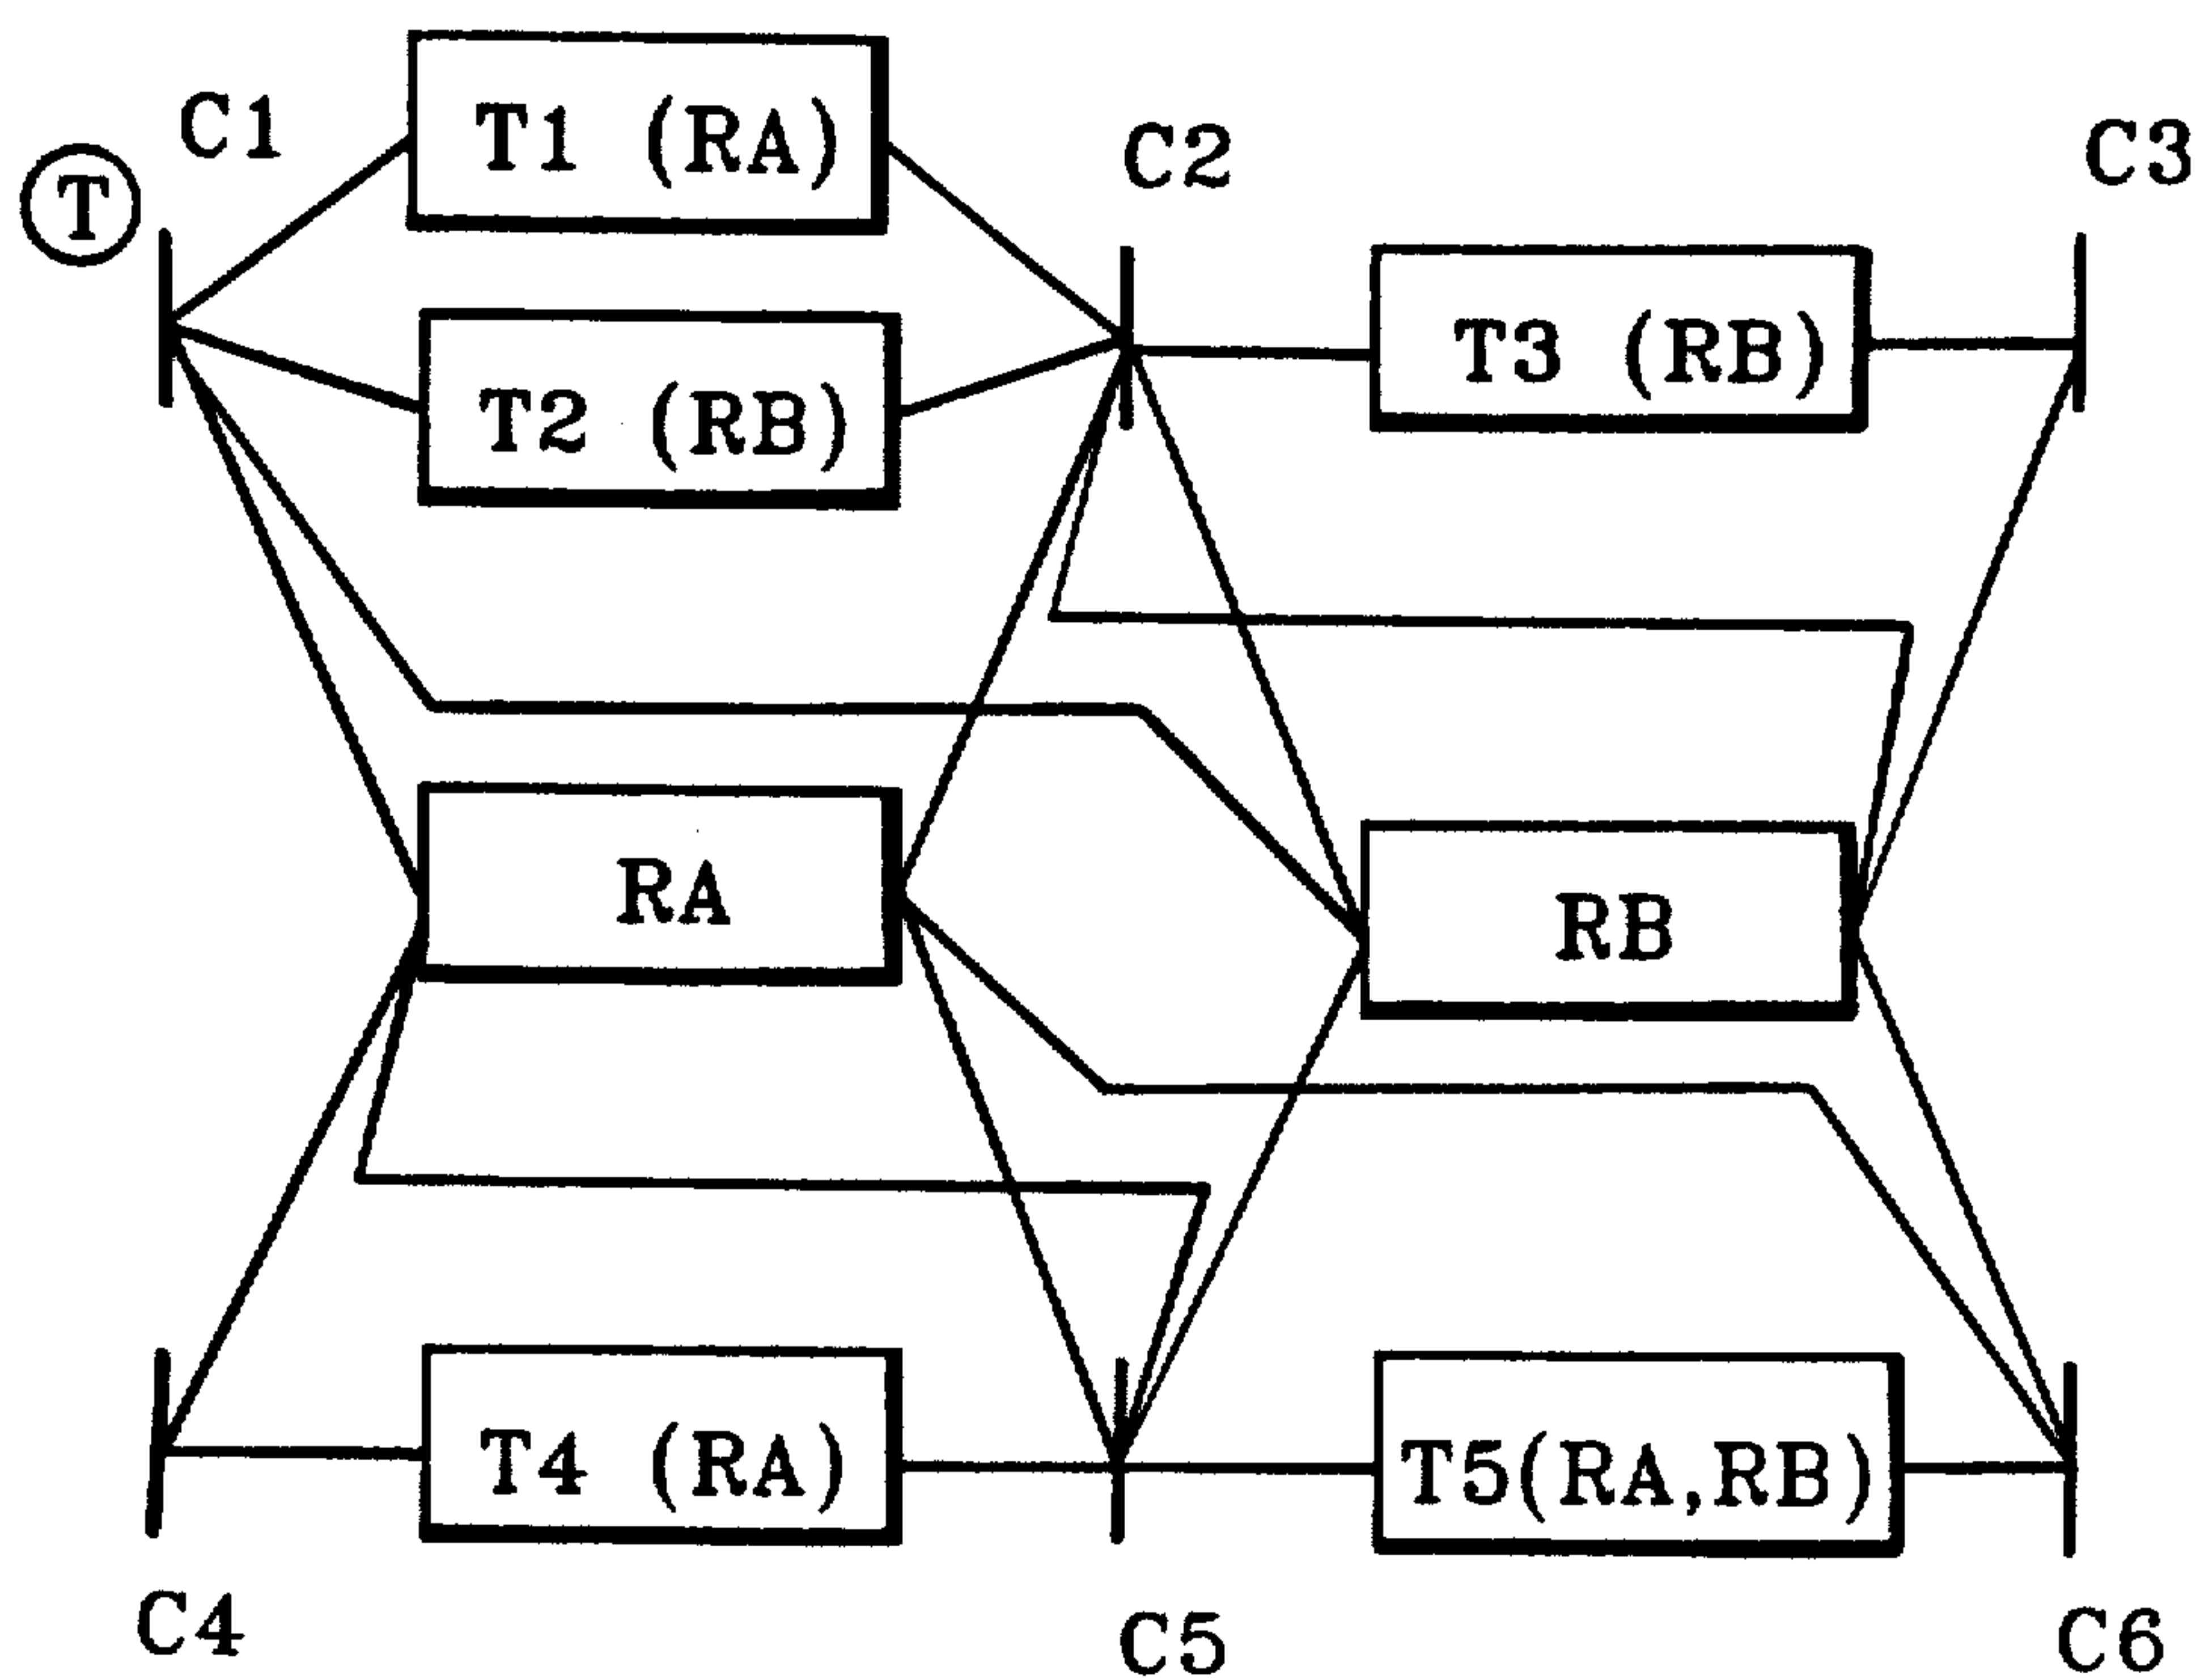 C1
T1 (RA)
C2
C3
T
T2 (RB)
T3 (RB)
RA
RB
T4 (RA)
T5(RA,RB)
C4
C5
C6